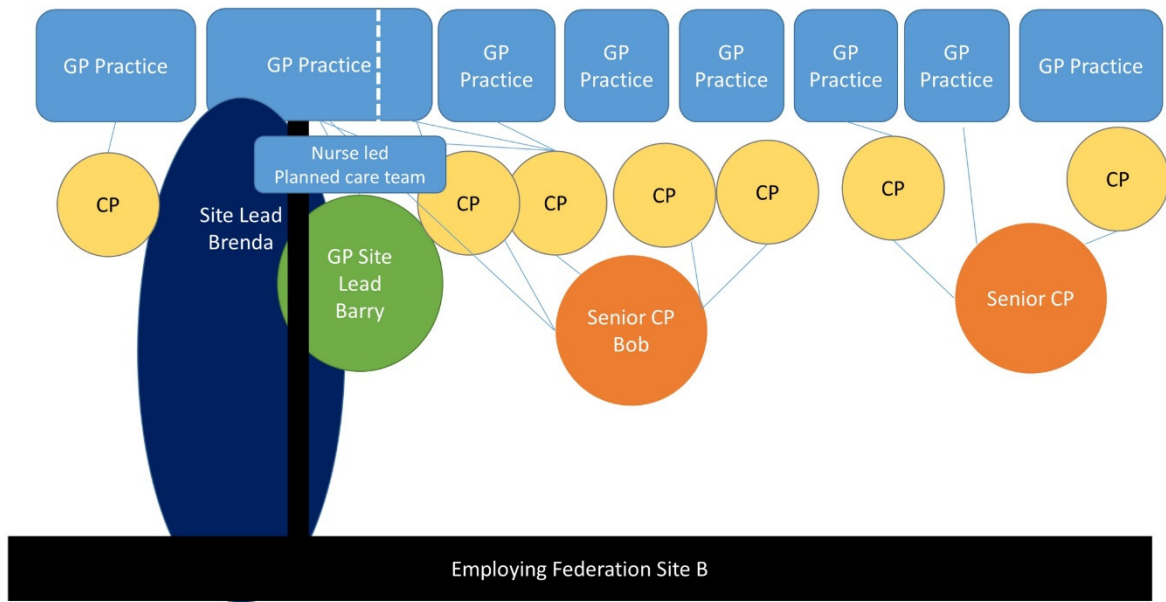 GP Practice
GP Practice
GP
Practice
GP
Practice
GP
Practice
GP
Practice
GP
Practice
GP Practice
Nurse led
Planned care team
CP
CP
CP
CP
CP
CP
CP
Site Lead
Brenda
GP Site
Lead
Barry
Senior CP
Bob
Senior CP
Employing Federation Site B